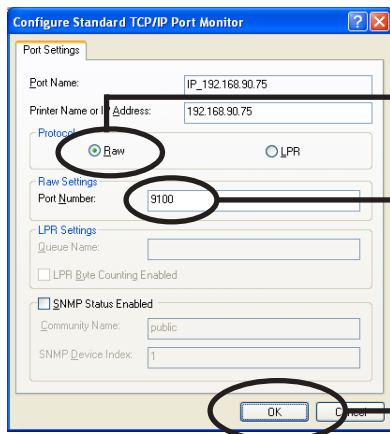 Configure Standard TCP/IP Port Monitor
Port Settings
Port Name: IP_192.168.90.75
Printer Name or IP Address: 192.168.90.75
Protocol
Raw LPR
Raw Settings
Port Number: 9100
LPR Settings
Queue Name:
LPR Byte Counting Enabled
SNMP Status Enabled
Community Name: public
SNMP Device Index: 1
OK Cancel